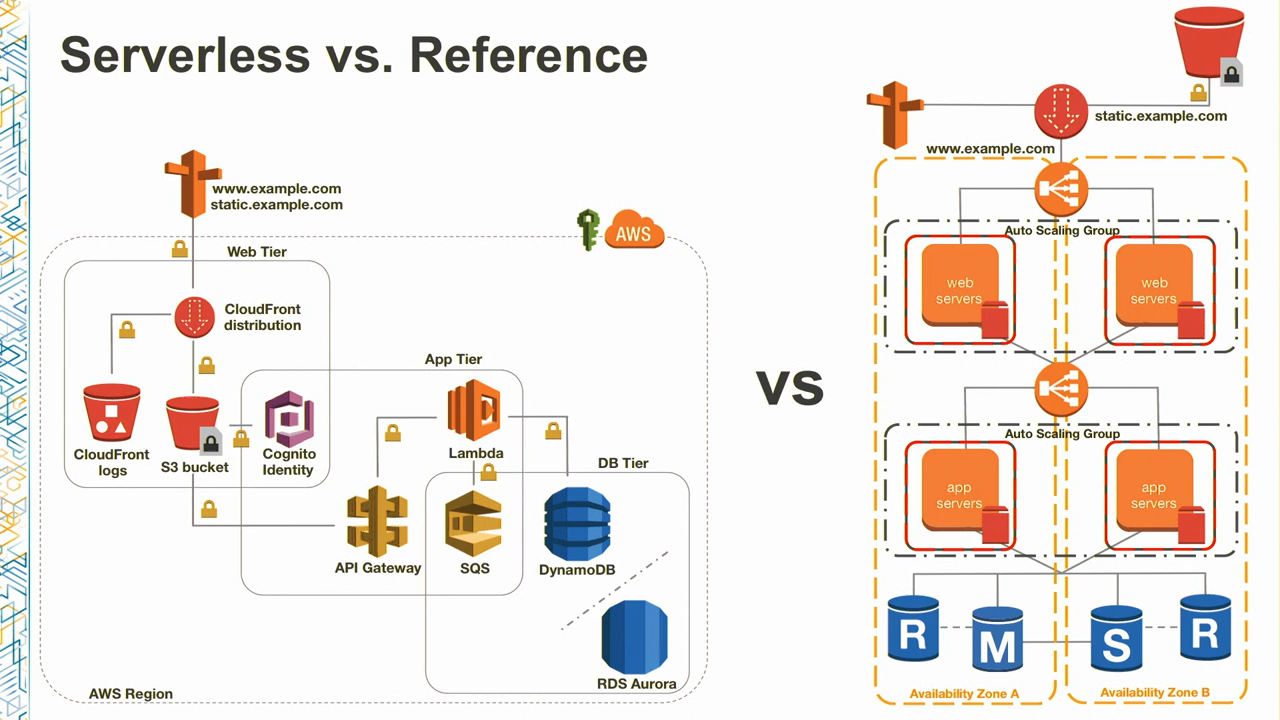 Serverless vs. Reference
www.example.com
static.example.com
AWS
Web Tier
CloudFront
distribution
App Tier
CloudFront
logs
S3 bucket
Cognito
Identity
Lambda
DB Tier
API Gateway
SQS
DynamoDB
RDS Aurora
AWS Region
vs
static.example.com
www.example.com
Auto Scaling Group
web
servers
web
servers
Auto Scaling Group
app
servers
app
servers
R
M
S
R
Availability Zone A
Availability Zone B